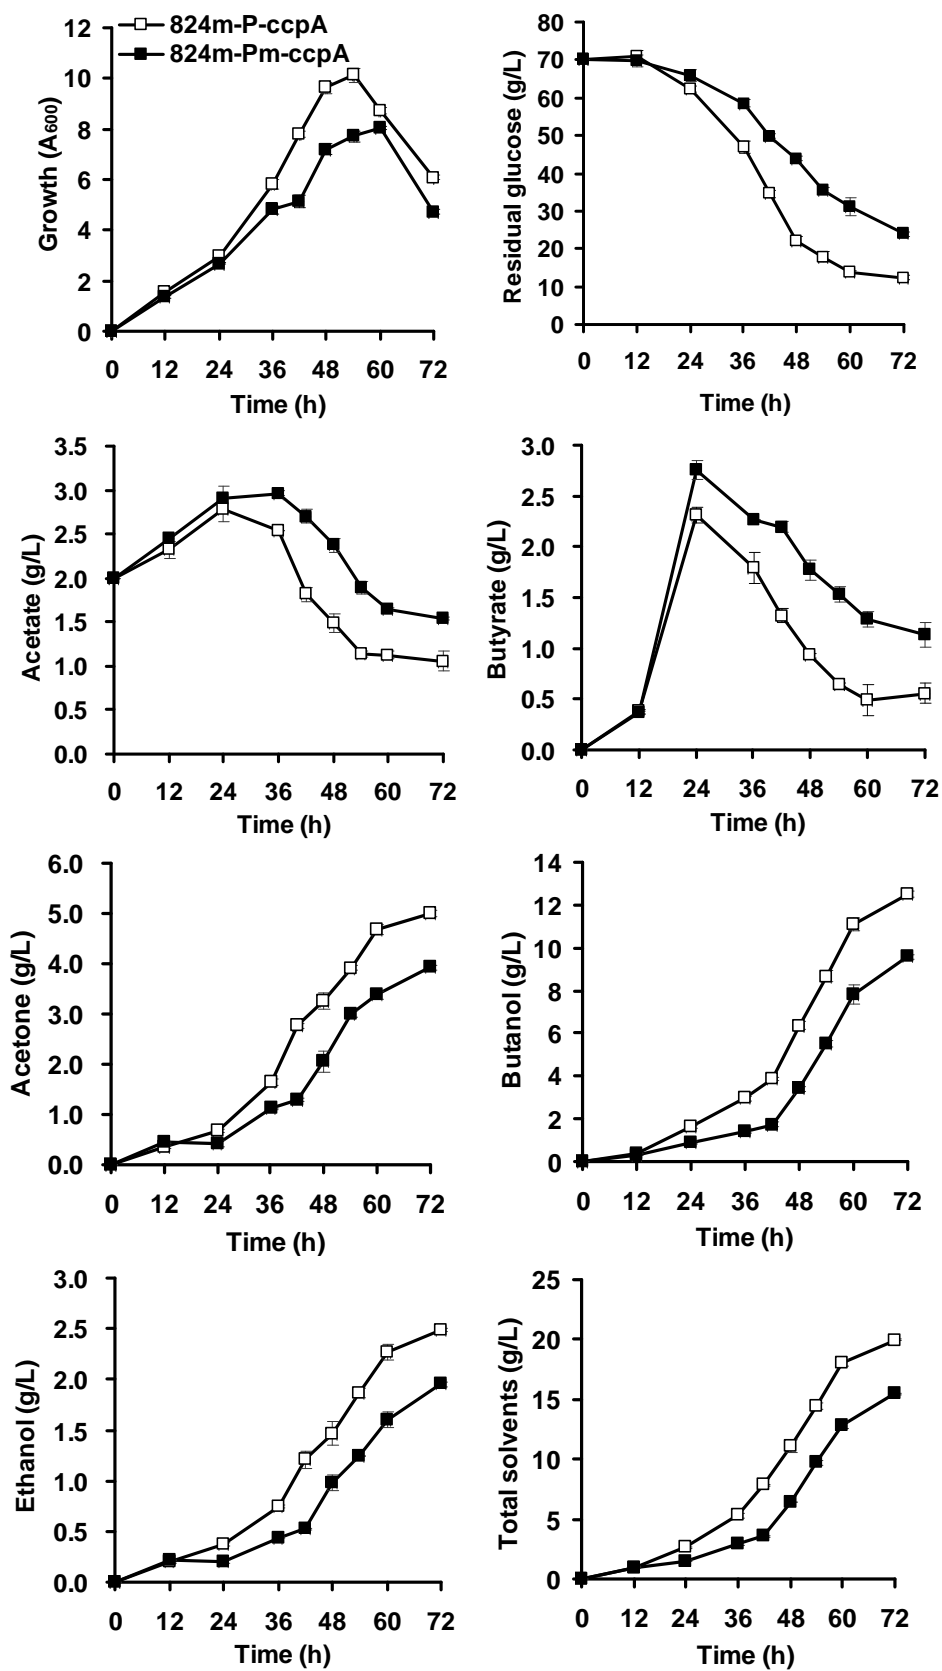 824m-P-ccpA
824m-Pm-ccpA
Growth (A600)
12
10
8
6
4
2
0
0 12 24 36 48 60 72
Time (h)
Residual glucose (g/L)
80
70
60
50
40
30
20
10
0
0 12 24 36 48 60 72
Time (h)
Acetate (g/L)
3.5
3.0
2.5
2.0
1.5
1.0
0.5
0.0
0 12 24 36 48 60 72
Time (h)
Butyrate (g/L)
3.0
2.5
2.0
1.5
1.0
0.5
0.0
0 12 24 36 48 60 72
Time (h)
Acetone (g/L)
6.0
5.0
4.0
3.0
2.0
1.0
0.0
0 12 24 36 48 60 72
Time (h)
Butanol (g/L)
14
12
10
8
6
4
2
0
0 12 24 36 48 60 72
Time (h)
Ethanol (g/L)
3.0
2.5
2.0
1.5
1.0
0.5
0.0
0 12 24 36 48 60 72
Time (h)
Total solvents (g/L)
25
20
15
10
5
0
0 12 24 36 48 60 72
Time (h)